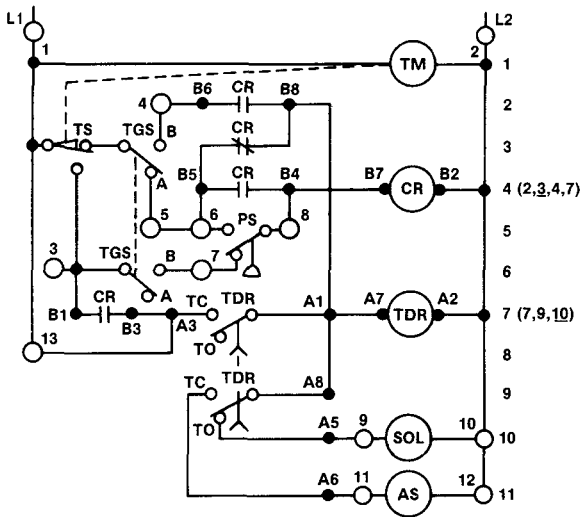 L1 L2
1 TM 2 1
4 B6 CR B8 2
TS TGS B CR 3
A B5 CR B4 B7 CR B2 4 (2,3,4,7)
5 6 PS 8 5
3 TGS B 7 6
B1 CR B3 A A3 TC TDR A1 A7 TDR A2 7 (7,9,10)
13 TO 8
TC TDR A8 9
TO A5 9 SOL 10 10
A6 11 AS 12 11